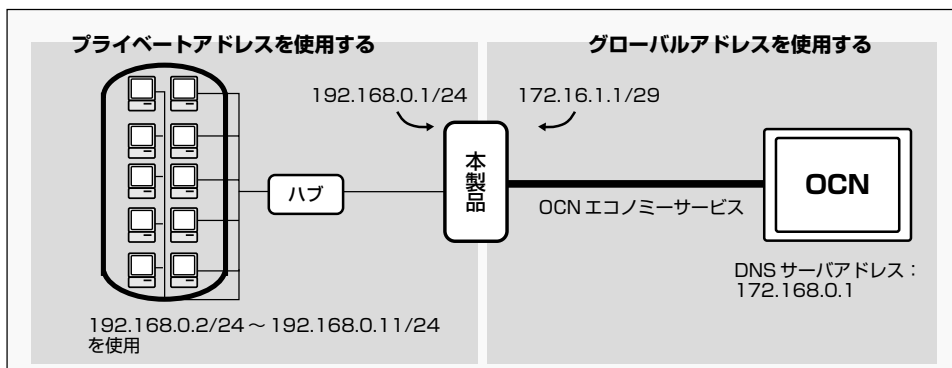 プライベートアドレスを使用する
グローバルアドレスを使用する
192.168.0.1/24
172.16.1.1/29
本製品
ハブ
OCN
OCN エコノミーサービス
DNS サーバアドレス：
172.168.0.1
192.168.0.2/24 ～ 192.168.0.11/24
を使用